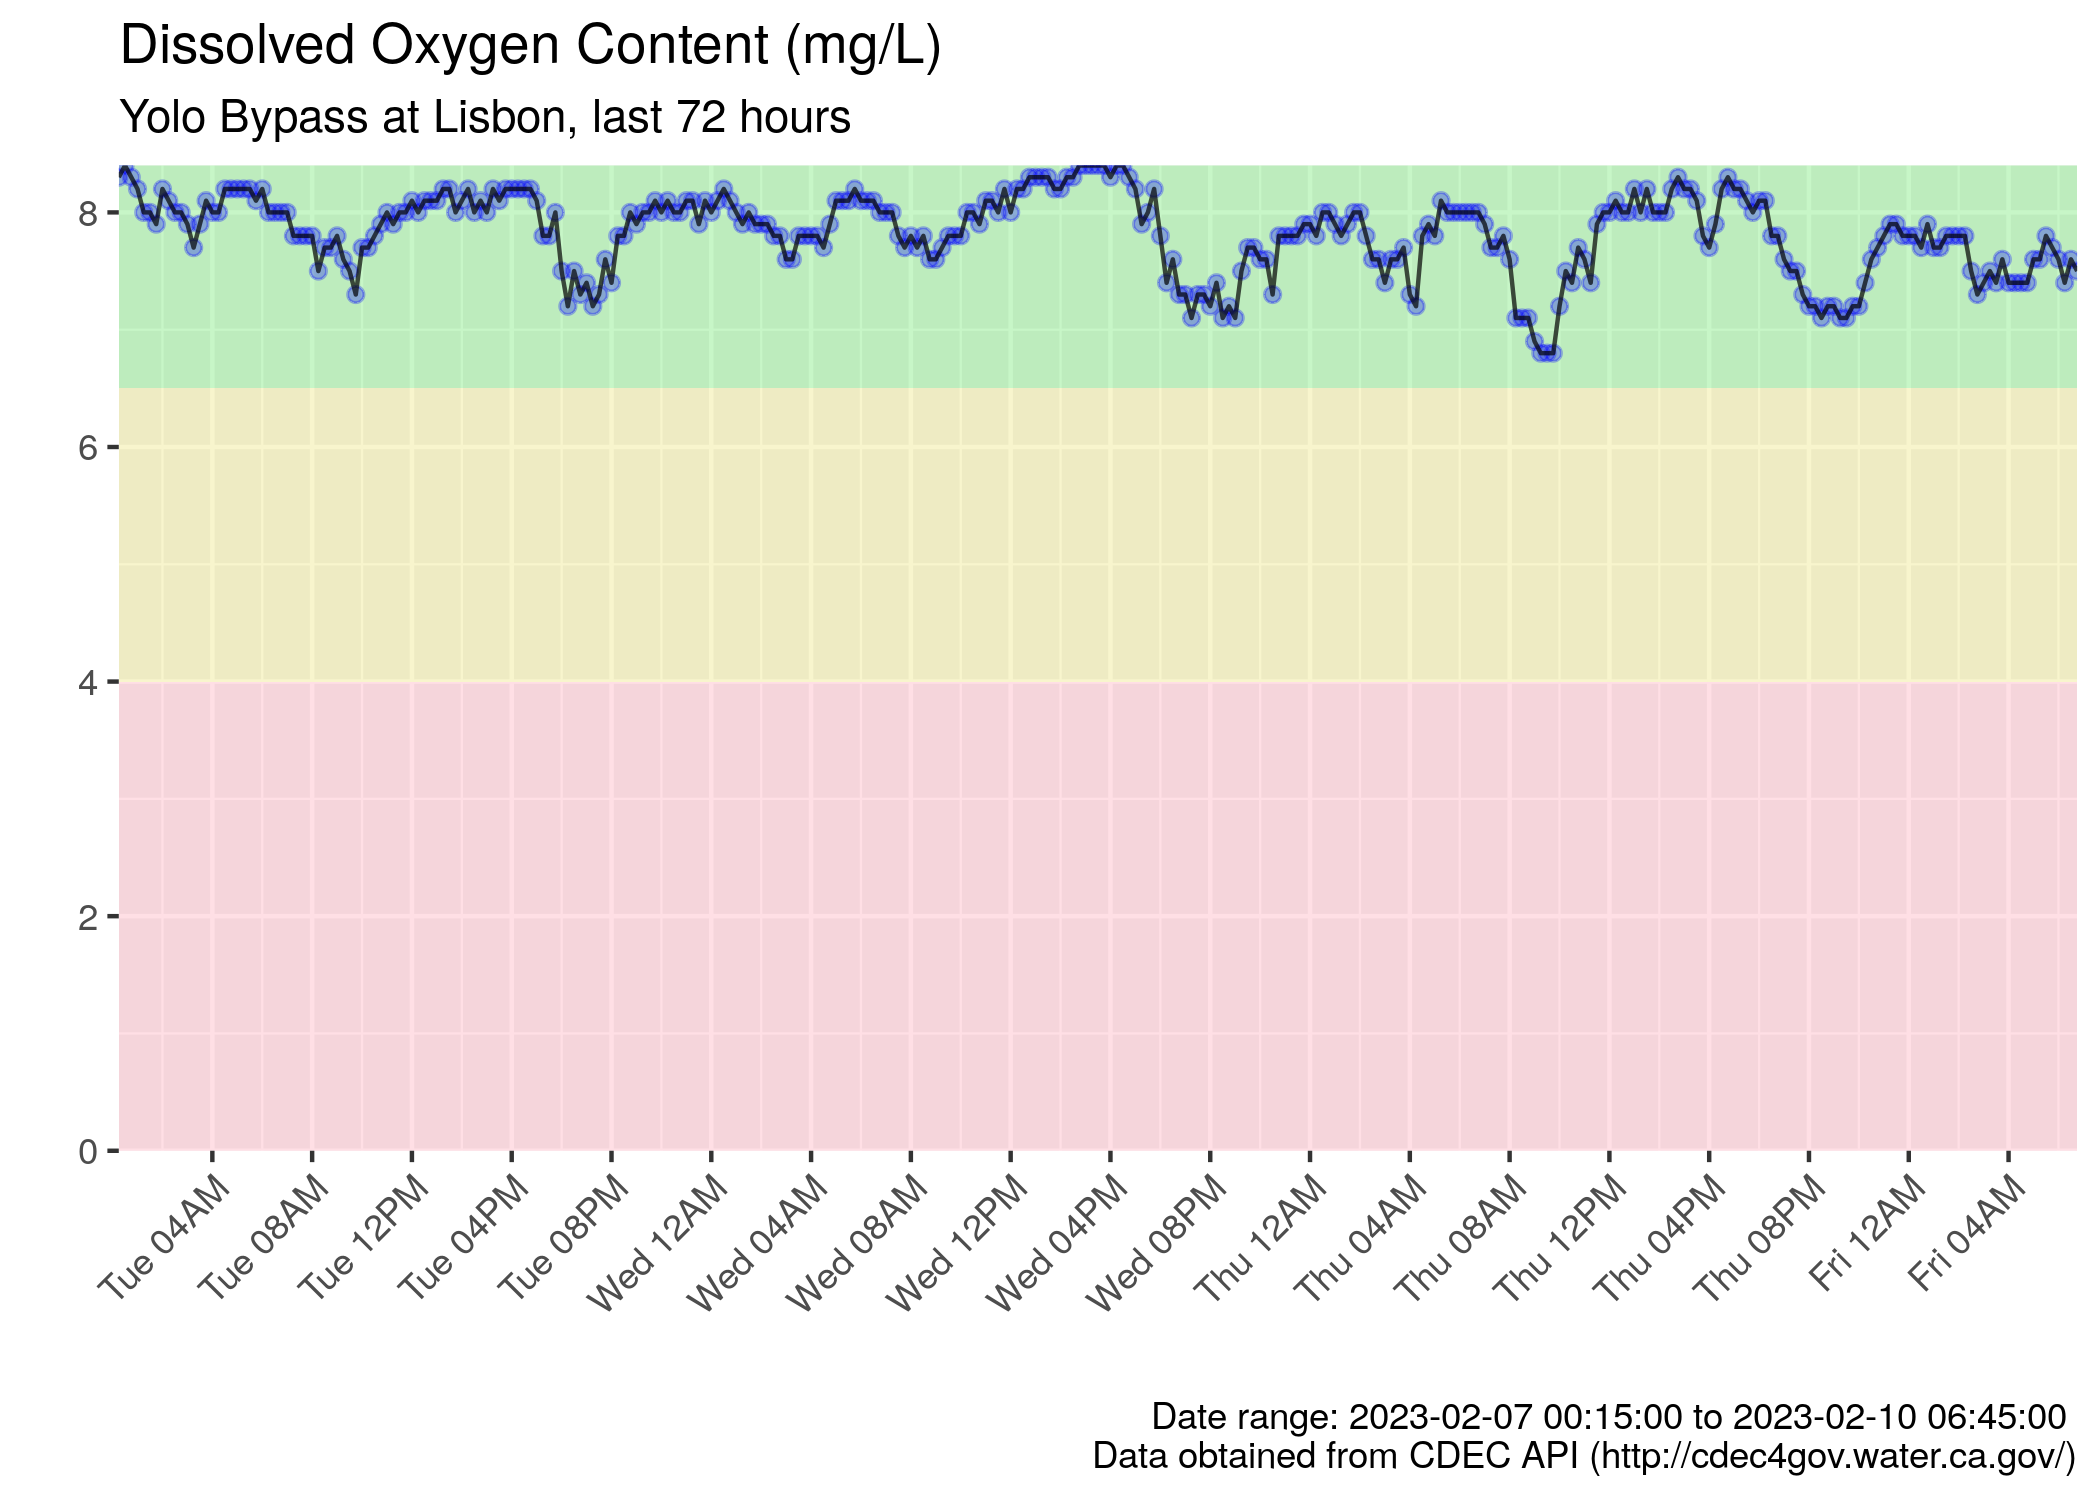 Dissolved Oxygen Content (mg/L)
Yolo Bypass at Lisbon, last 72 hours
8
6
4
2
0
Tue 04AM
Tue 08AM
Tue 12PM
Tue 04PM
Tue 08PM
Wed 12AM
Wed 04AM
Wed 08AM
Wed 12PM
Wed 04PM
Wed 08PM
Thu 12AM
Thu 04AM
Thu 08AM
Thu 12PM
Thu 04PM
Thu 08PM
Fri 12AM
Fri 04AM
Date range: 2023-02-07 00:15:00 to 2023-02-10 06:45:00
Data obtained from CDEC API (http://cdec4gov.water.ca.gov/)